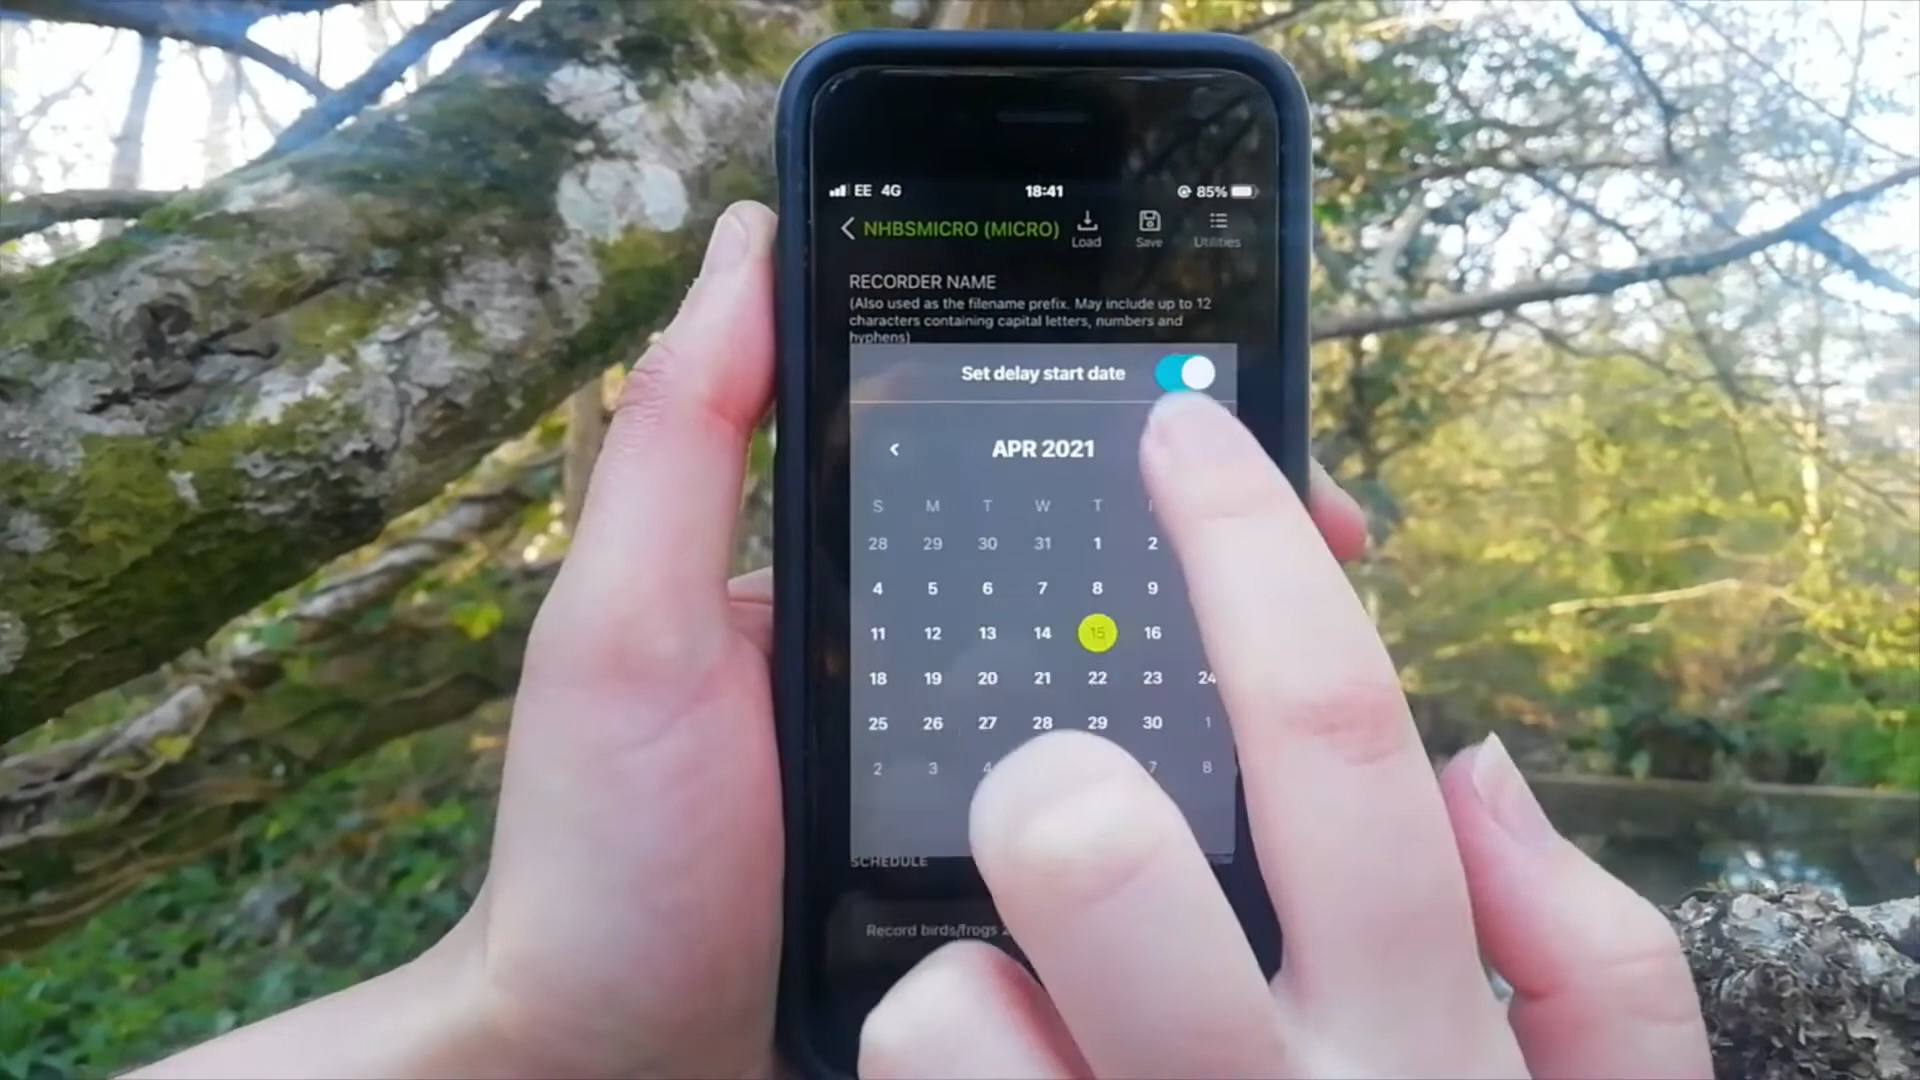 EE 4G 18:41 85%
NHBSMICRO (MICRO) Load Save Utilities
RECORDER NAME
(Also used as the filename prefix. May include up to 12
characters containing capital letters, numbers and
hyphens)
Set delay start date
< APR 2021
S M T W T
28 29 30 31 1 2
4 5 6 7 8 9
11 12 13 14 15 16
18 19 20 21 22 23 24
25 26 27 28 29 30 1
2 3 4 7 8
SCHEDULE
Record birds/frogs